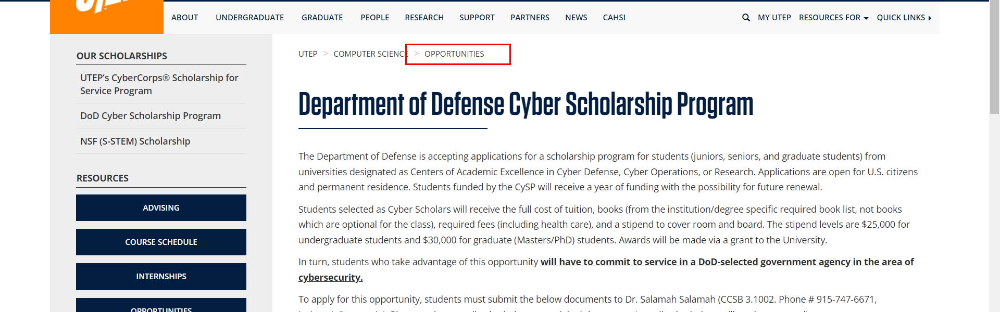 ABOUT UNDERGRADUATE GRADUATE PEOPLE RESEARCH SUPPORT PARTNERS NEWS CAHSI MY UTEP RESOURCES FOR QUICK LINKS
OUR SCHOLARSHIPS
UTEP’s CyberCorps® Scholarship for
Service Program
DoD Cyber Scholarship Program
NSF (S-STEM) Scholarship
RESOURCES
ADVISING
COURSE SCHEDULE
INTERNSHIPS
OPPORTUNITIES
UTEP > COMPUTER SCIENCE > OPPORTUNITIES
Department of Defense Cyber Scholarship Program
The Department of Defense is accepting applications for a scholarship program for students (juniors, seniors, and graduate students) from
universities designated as Centers of Academic Excellence in Cyber Defense, Cyber Operations, or Research. Applications are open for U.S. citizens
and permanent residence. Students funded by the CySP will receive a year of funding with the possibility for future renewal.
Students selected as Cyber Scholars will receive the full cost of tuition, books (from the institution/degree specific required book list, not books
which are optional for the class), required fees (including health care), and a stipend to cover room and board. The stipend levels are $25,000 for
undergraduate students and $30,000 for graduate (Masters/PhD) students. Awards will be made via a grant to the University.
In turn, students who take advantage of this opportunity will have to commit to service in a DoD-selected government agency in the area of
cybersecurity.
To apply for this opportunity, students must submit the below documents to Dr. Salamah Salamah (CCSB 3.1002. Phone # 915-747-6671,